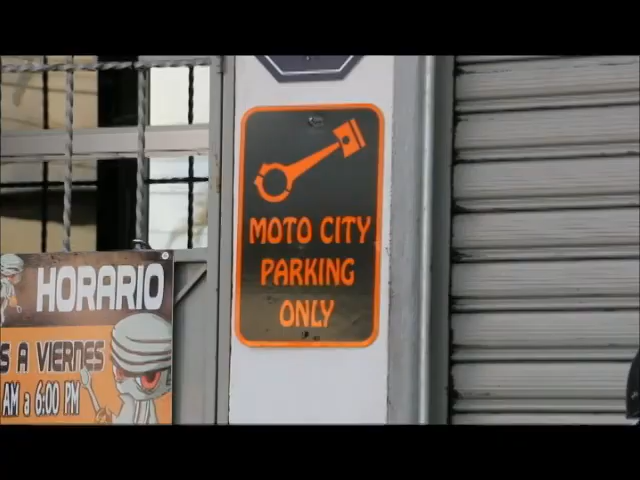 MOTO CITY
PARKING
ONLY
HORARIO
S A VIERNES
AM a 6:00 PM